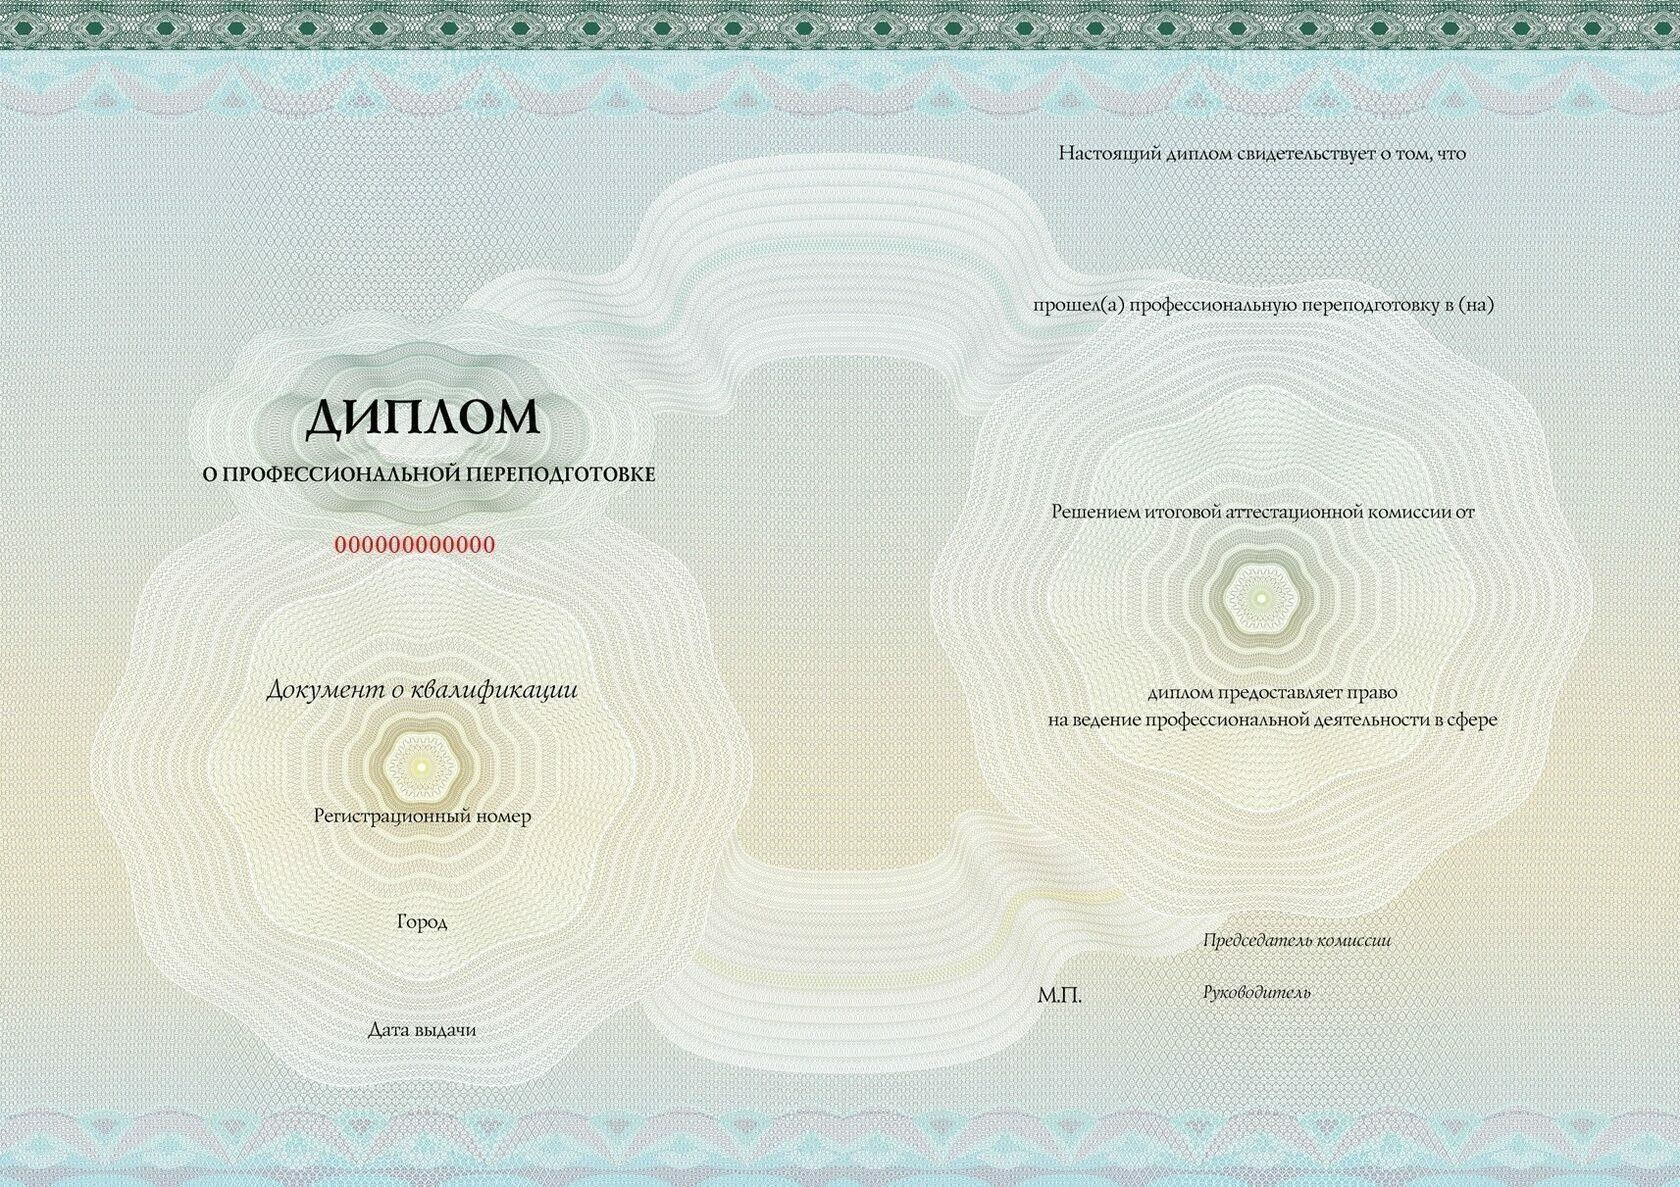 ДИПЛОМ
О ПРОФЕССИОНАЛЬНОЙ ПЕРЕПОДГОТОВКЕ
000000000000
Документ о квалификации
Регистрационный номер
Город
Дата выдачи
Настоящий диплом свидетельствует о том, что
прошел(а) профессиональную переподготовку в (на)
Решением итоговой аттестационной комиссии от
диплом предоставляет право
на ведение профессиональной деятельности в сфере
Председатель комиссии
М.П.
Руководитель